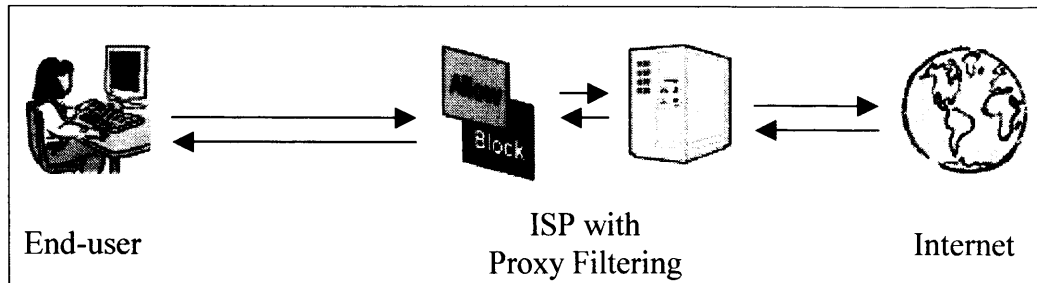 Allow
Block
End-user
ISP with
Proxy Filtering
Internet